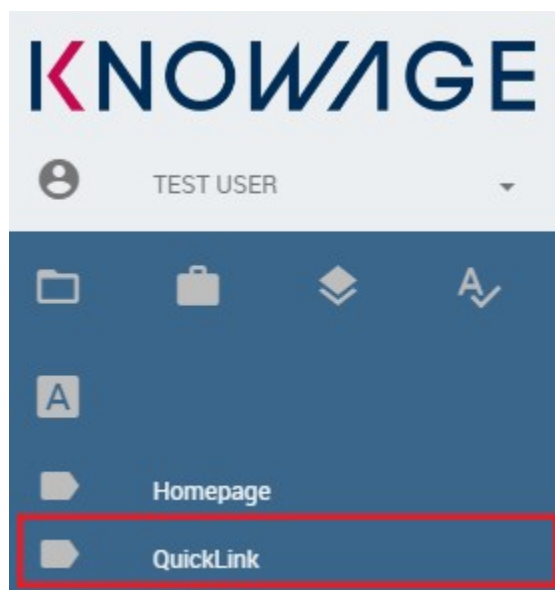 KNOWAGE
TEST USER
A
A
Homepage
QuickLink